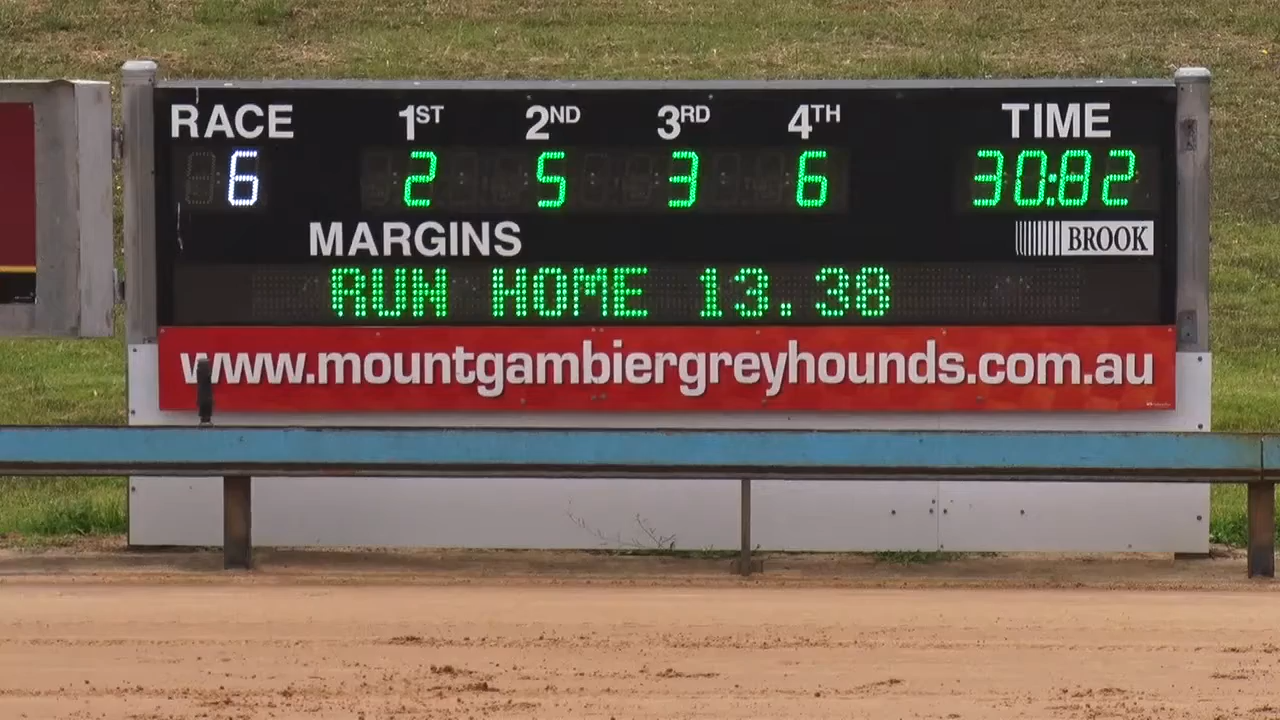 RACE 1ST 2ND 3RD 4TH TIME
6 2 5 3 6 30:82
MARGINS BROOK
RUN HOME 13.38
www.mountgambiergreyhounds.com.au